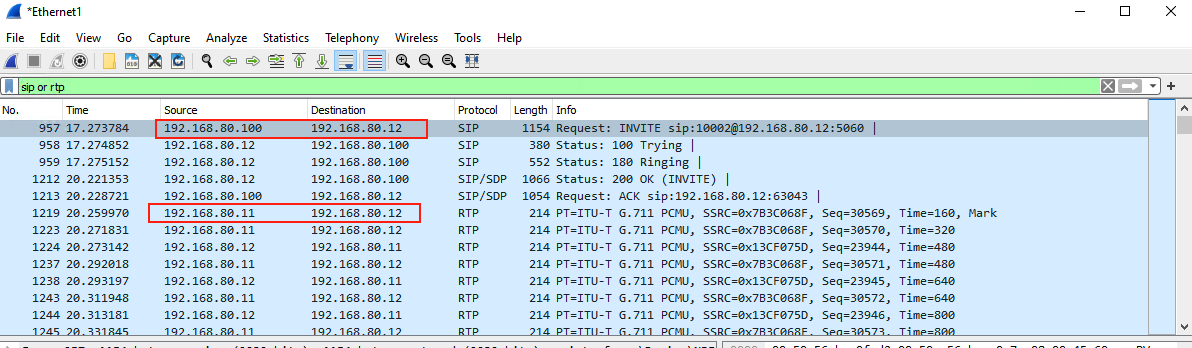 *Ethernet1
File Edit View Go Capture Analyze Statistics Telephony Wireless Tools Help
sip or rtp
No. Time Source Destination Protocol Length Info
957 17.273784 192.168.80.100 192.168.80.12 SIP 1154 Request: INVITE sip:10002@192.168.80.12:5060 |
958 17.274852 192.168.80.12 192.168.80.100 SIP 380 Status: 100 Trying |
959 17.275152 192.168.80.12 192.168.80.100 SIP 552 Status: 180 Ringing |
1212 20.221353 192.168.80.12 192.168.80.100 SIP/SDP 1066 Status: 200 OK (INVITE) |
1213 20.228721 192.168.80.100 192.168.80.12 SIP/SDP 1054 Request: ACK sip:192.168.80.12:63043 |
1219 20.259970 192.168.80.11 192.168.80.12 RTP 214 PT=ITU-T G.711 PCMU, SSRC=0x7B3C068F, Seq=30569, Time=160, Mark
1223 20.271831 192.168.80.11 192.168.80.12 RTP 214 PT=ITU-T G.711 PCMU, SSRC=0x7B3C068F, Seq=30570, Time=320
1224 20.273142 192.168.80.12 192.168.80.11 RTP 214 PT=ITU-T G.711 PCMU, SSRC=0x13CF075D, Seq=23944, Time=480
1237 20.292018 192.168.80.11 192.168.80.12 RTP 214 PT=ITU-T G.711 PCMU, SSRC=0x7B3C068F, Seq=30571, Time=480
1238 20.293197 192.168.80.12 192.168.80.11 RTP 214 PT=ITU-T G.711 PCMU, SSRC=0x13CF075D, Seq=23945, Time=640
1243 20.311948 192.168.80.11 192.168.80.12 RTP 214 PT=ITU-T G.711 PCMU, SSRC=0x7B3C068F, Seq=30572, Time=640
1244 20.313181 192.168.80.12 192.168.80.11 RTP 214 PT=ITU-T G.711 PCMU, SSRC=0x13CF075D, Seq=23946, Time=800
1245 20.331845 192.168.80.11 192.168.80.12 RTP 214 PT=ITU-T G.711 PCMU, SSRC=0x7B3C068F, Seq=30573, Time=800